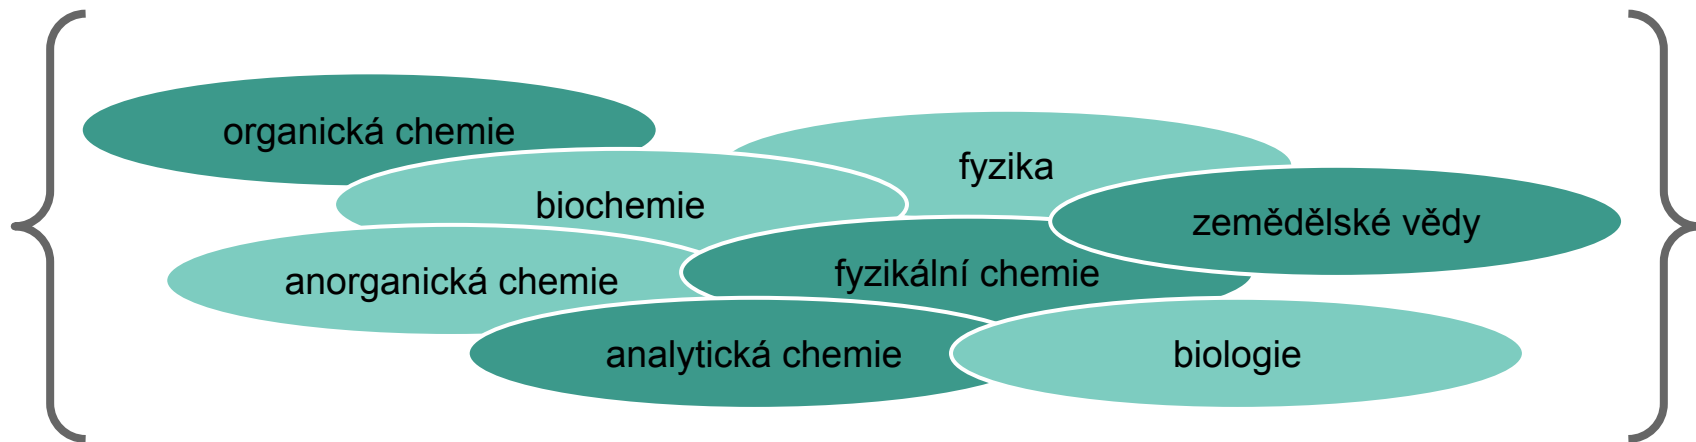 organická chemie
fyzika
biochemie
zemědělské vědy
anorganická chemie
fyzikální chemie
analytická chemie
biologie